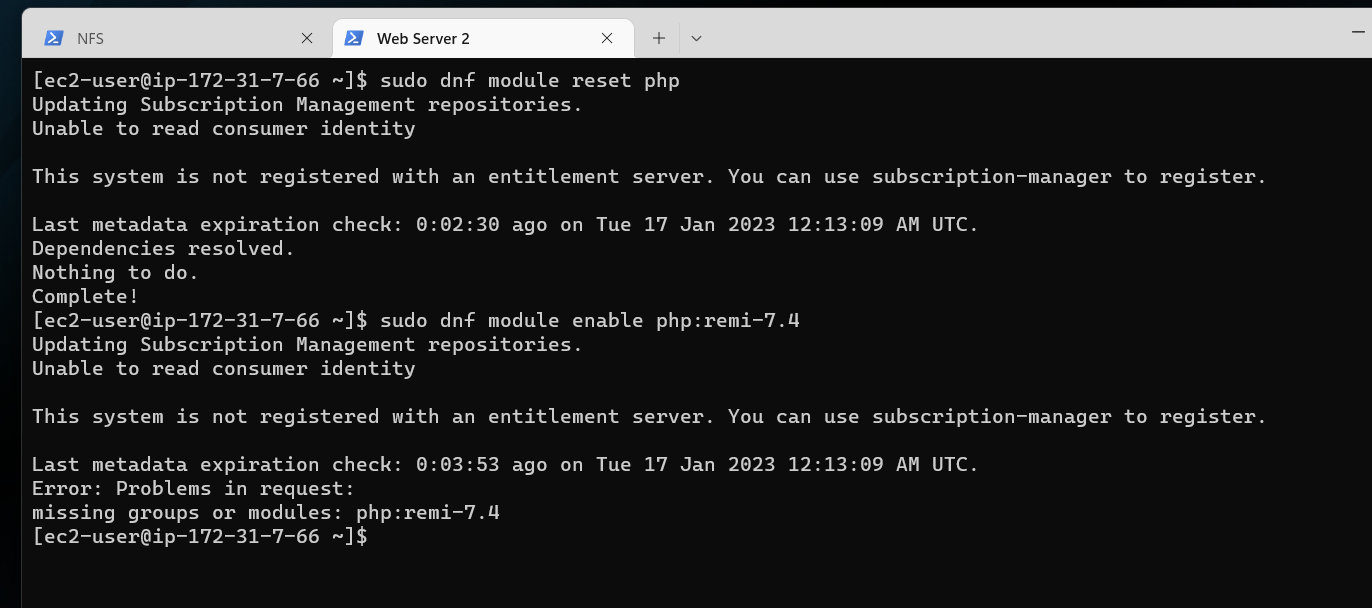 NFS
Web Server 2
[ec2-user@ip-172-31-7-66 ~]$ sudo dnf module reset php
Updating Subscription Management repositories.
Unable to read consumer identity
This system is not registered with an entitlement server. You can use subscription-manager to register.
Last metadata expiration check: 0:02:30 ago on Tue 17 Jan 2023 12:13:09 AM UTC.
Dependencies resolved.
Nothing to do.
Complete!
[ec2-user@ip-172-31-7-66 ~]$ sudo dnf module enable php:remi-7.4
Updating Subscription Management repositories.
Unable to read consumer identity
This system is not registered with an entitlement server. You can use subscription-manager to register.
Last metadata expiration check: 0:03:53 ago on Tue 17 Jan 2023 12:13:09 AM UTC.
Error: Problems in request:
missing groups or modules: php:remi-7.4
[ec2-user@ip-172-31-7-66 ~]$